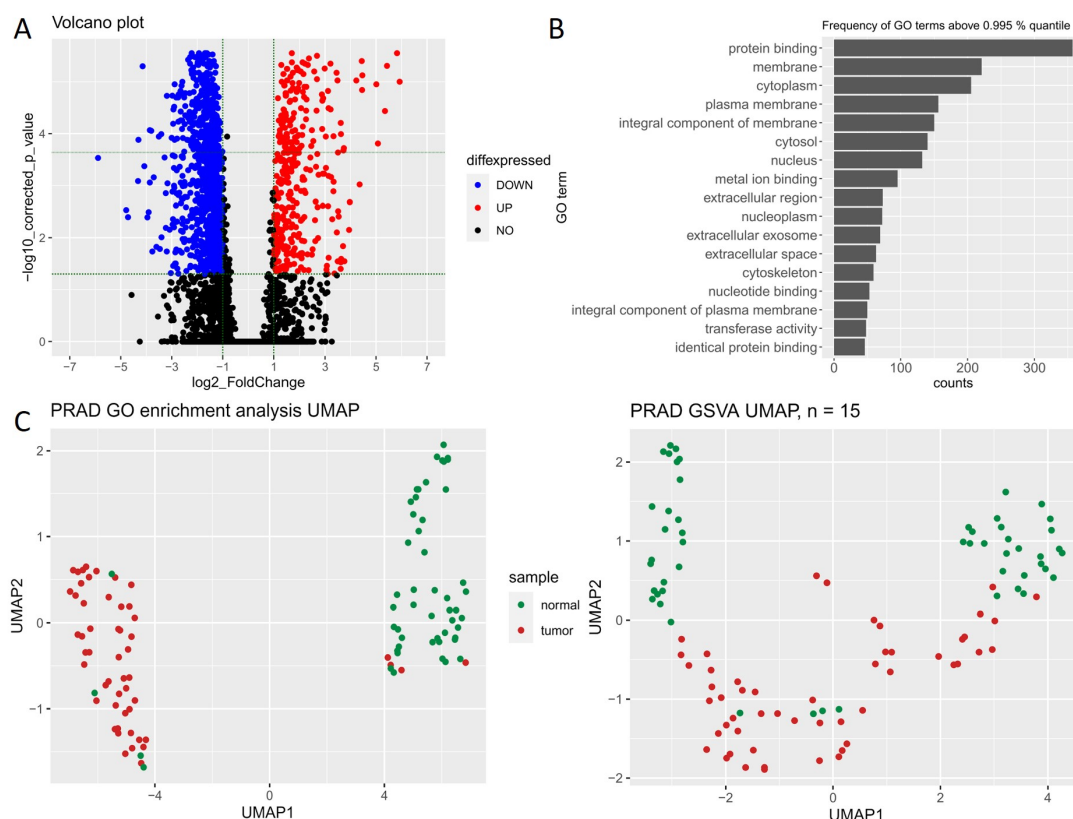 A
Volcano plot
−log10_corrected_p_value
4
2
0
−7
−5
−3
−1
1
3
5
7
log2_FoldChange
diffexpressed
DOWN
UP
NO
B
Frequency of GO terms above 0.995 % quantile
GO term
protein binding
membrane
cytoplasm
plasma membrane
integral component of membrane
cytosol
nucleus
metal ion binding
extracellular region
nucleoplasm
extracellular exosome
extracellular space
cytoskeleton
nucleotide binding
integral component of plasma membrane
transferase activity
identical protein binding
0
100
200
300
counts
C
PRAD GO enrichment analysis UMAP
UMAP2
2
1
0
−1
−4
0
4
UMAP1
sample
normal
tumor
PRAD GSVA UMAP, n = 15
UMAP2
2
1
0
−1
−2
−2
0
2
4
UMAP1